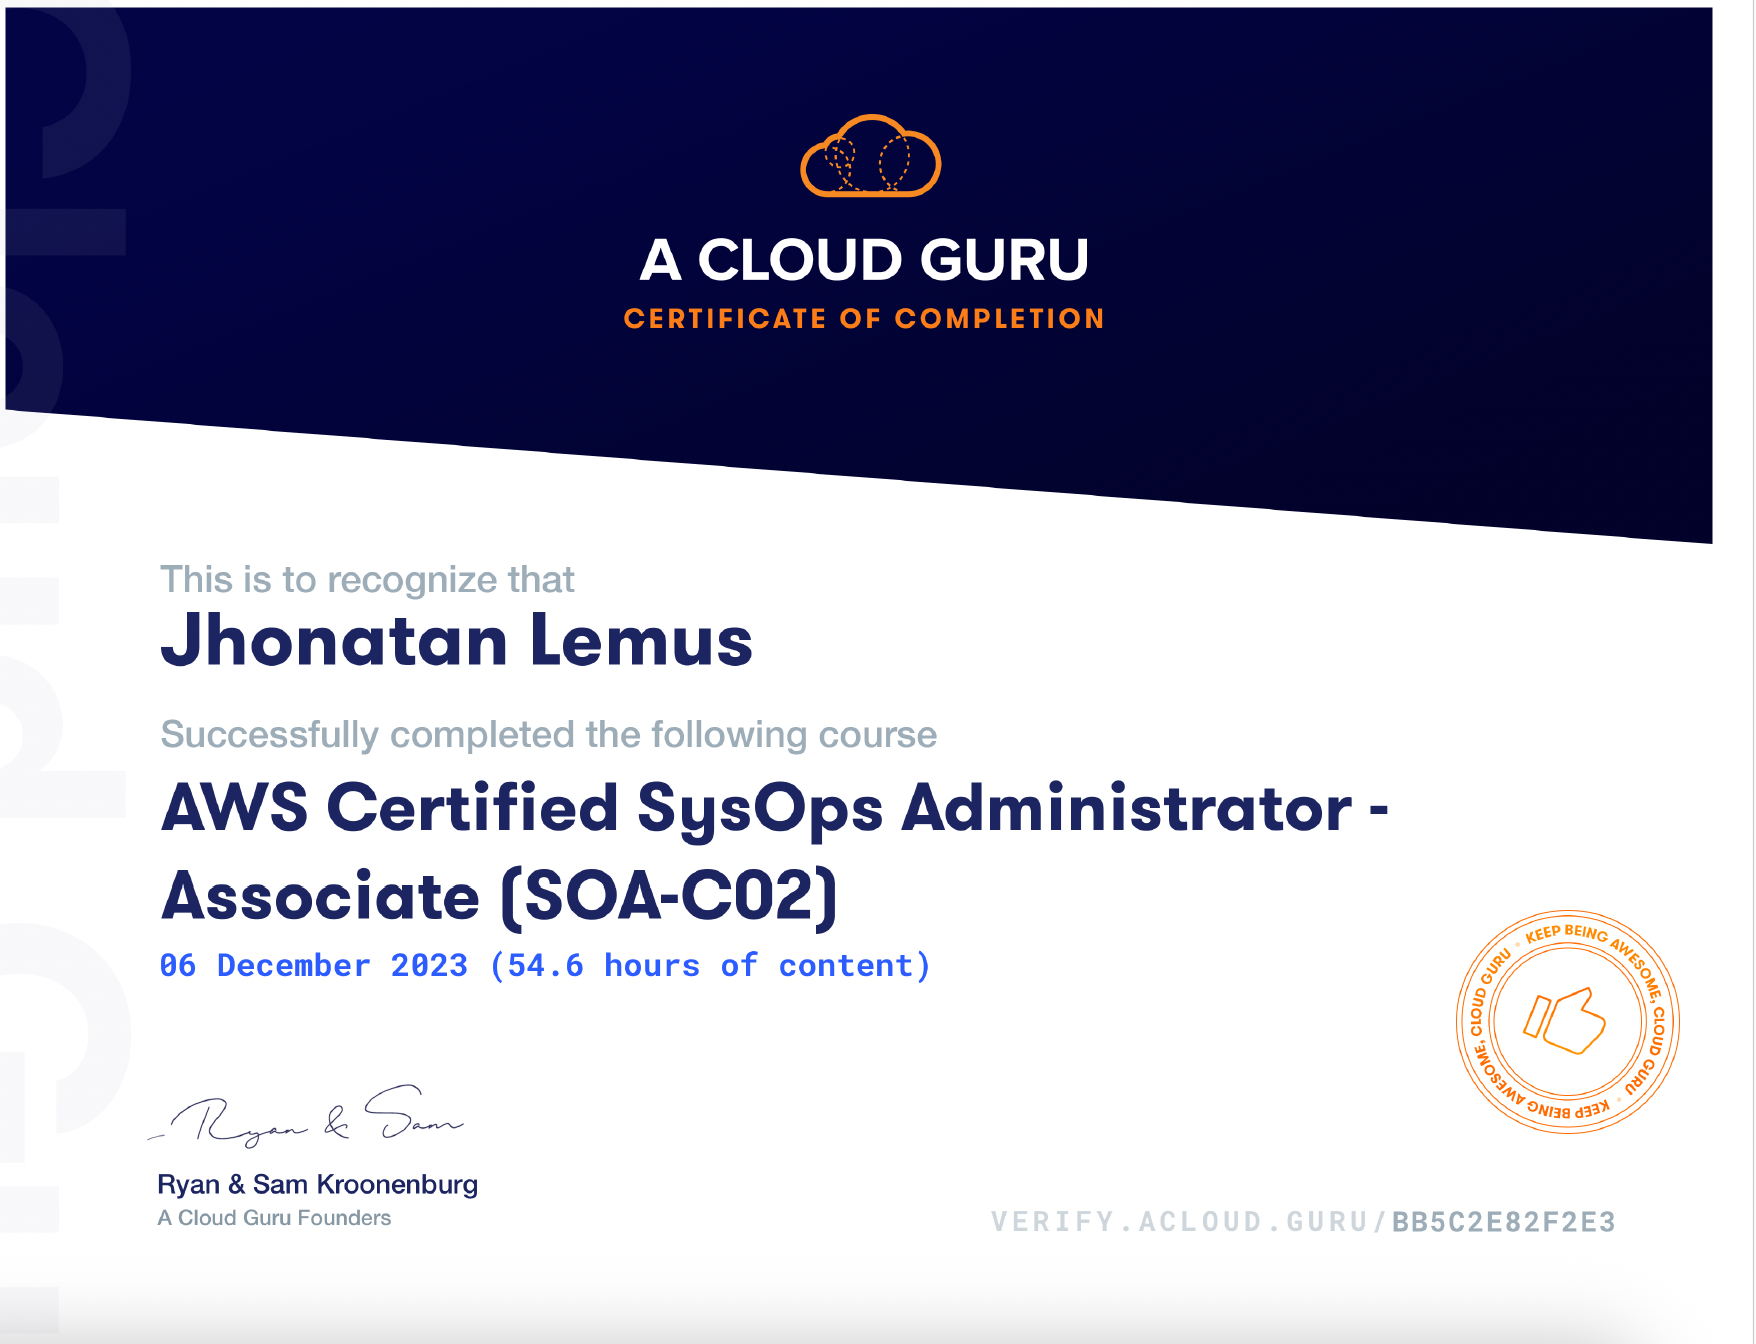 A CLOUD GURU
CERTIFICATE OF COMPLETION
This is to recognize that
Jhonatan Lemus
Successfully completed the following course
AWS Certified SysOps Administrator -
Associate (SOA-C02)
06 December 2023 (54.6 hours of content)
KEEP BEING AWESOME, CLOUD GURU • KEEP BEING AWESOME, CLOUD GURU •
Ryan & Sam
Ryan & Sam Kroonenburg
A Cloud Guru Founders
VERIFY.ACLOUD.GURU/BB5C2E82F2E3